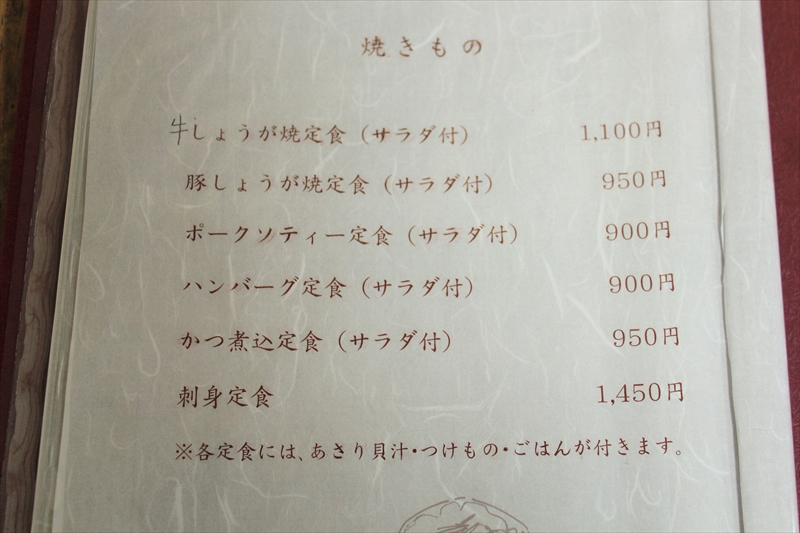 焼きもの
牛しょうが焼定食（サラダ付） 1,100円
豚しょうが焼定食（サラダ付） 950円
ポークソティー定食（サラダ付） 900円
ハンバーグ定食（サラダ付） 900円
かつ煮込定食（サラダ付） 950円
刺身定食 1,450円
※各定食には、あさり貝汁・つけもの・ごはんが付きます。